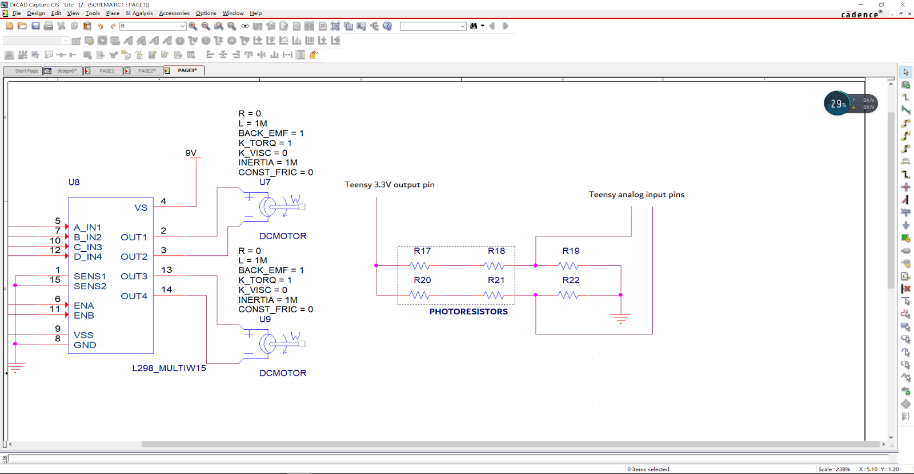 OrCAD Capture CIS - Lite - [/ - (SCHEMATIC1 : PAGE3)]
File Design Edit View Tools Place SI Analysis Accessories Options Window Help
cādence
Start Page design6* PAGE1 PAGE2* PAGE3*
29%
0K/s
0K/s
R = 0
L = 1M
BACK_EMF = 1
K_TORQ = 1
K_VISC = 0
INERTIA = 1M
CONST_FRIC = 0
U7
DCMOTOR
9V
U8
4
VS
5
A_IN1
7
B_IN2
10
C_IN3
12
D_IN4
2
OUT1
3
OUT2
13
OUT3
14
OUT4
1
SENS1
15
SENS2
6
ENA
11
ENB
9
VSS
8
GND
L298_MULTIW15
R = 0
L = 1M
BACK_EMF = 1
K_TORQ = 1
K_VISC = 0
INERTIA = 1M
CONST_FRIC = 0
U9
DCMOTOR
Teensy 3.3V output pin
Teensy analog input pins
R17 R18 R19
R20 R21 R22
PHOTORESISTORS
0 items selected
Scale:238% X:5.10 Y:1.20